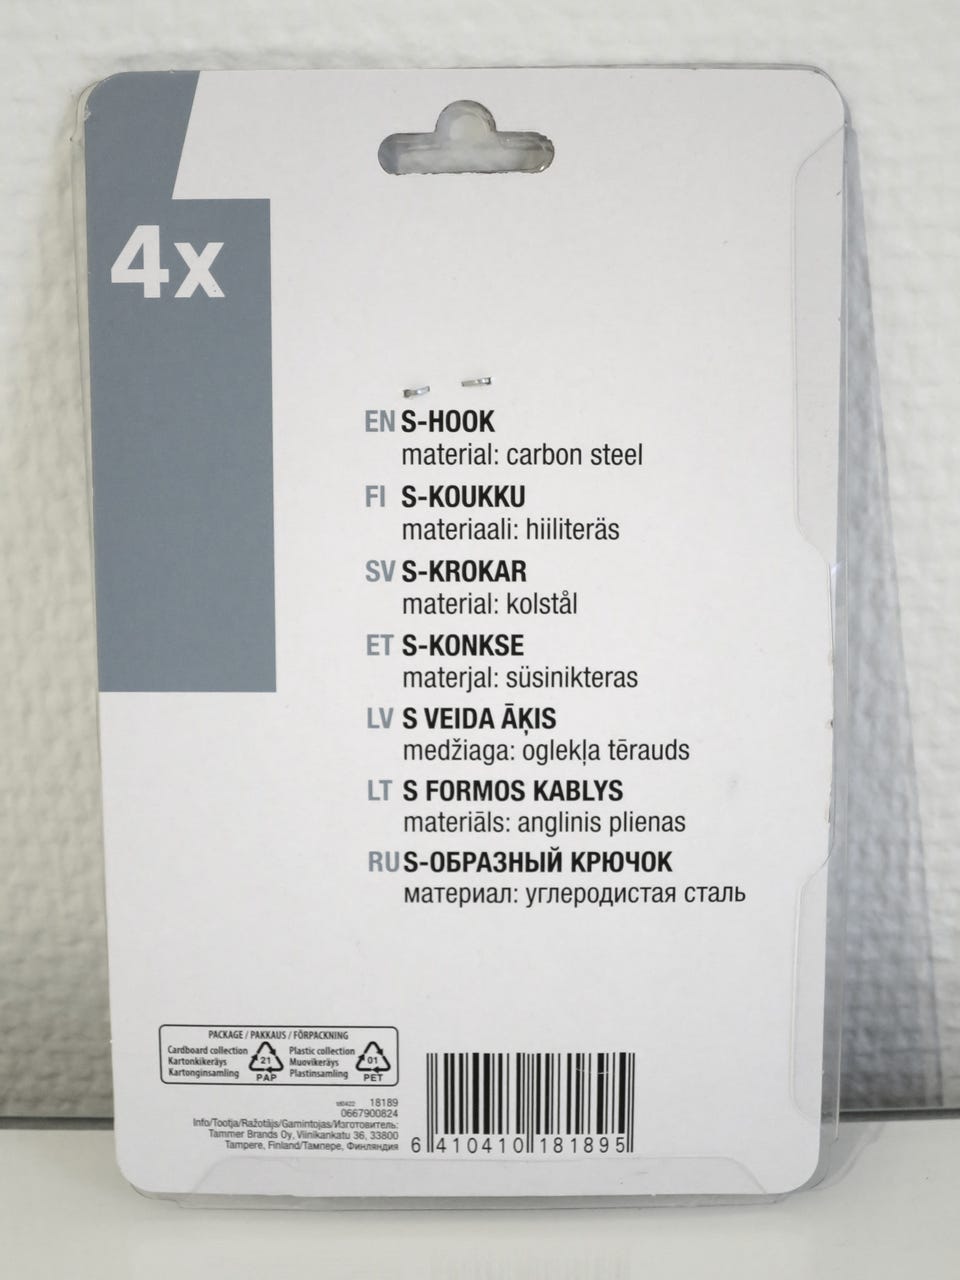 4x
EN S-HOOK
material: carbon steel
FI S-KOUKKU
materiaali: hiiliteräs
SV S-KROKAR
material: kolstål
ET S-KONKSE
materjal: süsinikteras
LV S VEIDA ĀĶIS
medžiaga: oglekļa tērauds
LT S FORMOS KABLYS
materiāls: anglinis plienas
RU S-ОБРАЗНЫЙ КРЮЧОК
материал: углеродистая сталь
PACKAGE / PAKKAUS / FÖRPACKNING
Cardboard collection
Kartonkikeräys
Kartonginsamling
21
PAP
Plastic collection
Muovikeräys
Plastinsamling
01
PET
18189
0667900824
Info/Tootja/Ražotājs/Gamintojas/Изготовитель:
Tammer Brands Oy, Viinikankatu 36, 33800
Tampere, Finland/Тампере, Финляндия
6 410410 181895